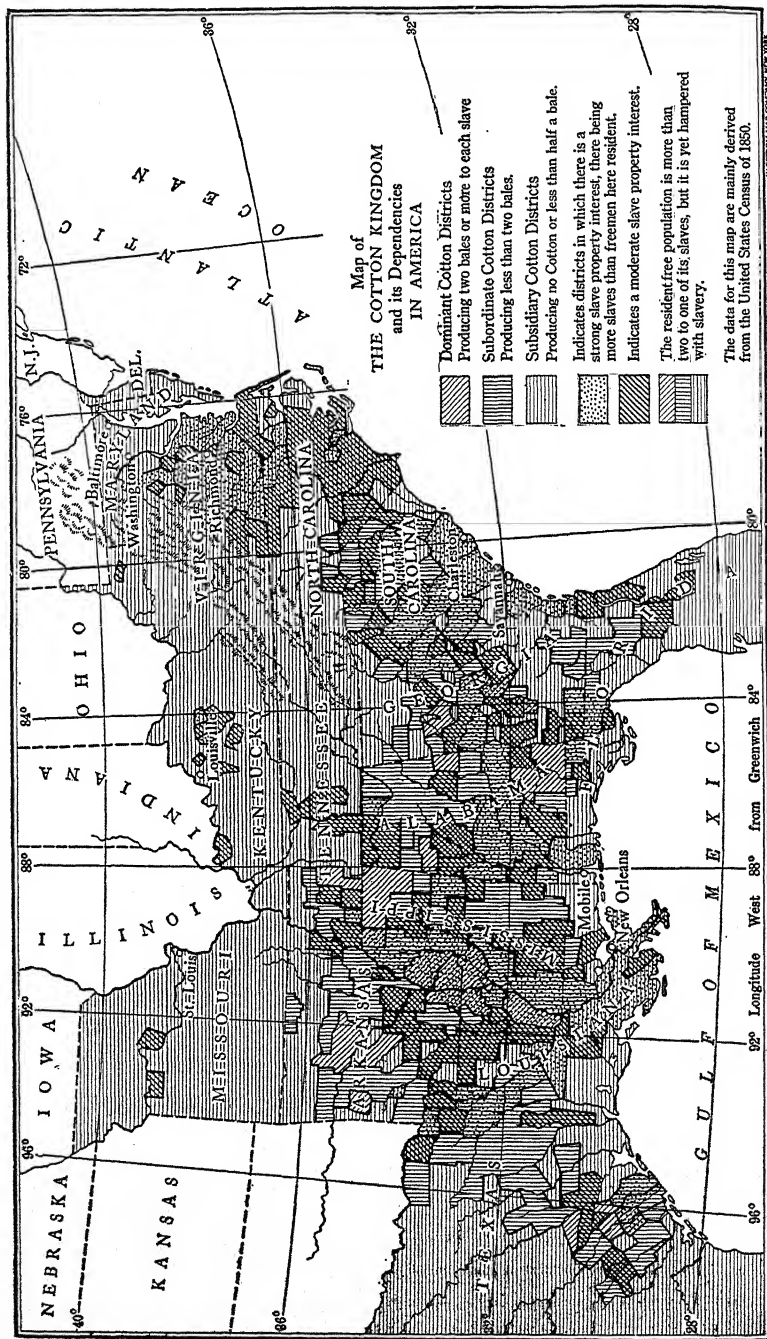 Map of
THE COTTON KINGDOM
and its Dependencies
IN AMERICA
Dominant Cotton Districts
Producing two bales or more to each slave
Subordinate Cotton Districts
Producing less than two bales.
Subsidiary Cotton Districts
Producing no Cotton or less than half a bale.
Indicates districts in which there is a
strong slave property interest, there being
more slaves than freemen here resident.
Indicates a moderate slave property interest.
The resident free population is more than
two to one of its slaves, but it is yet hampered
with slavery.
The data for this map are mainly derived
from the United States Census of 1850.
NEBRASKA
IOWA
KANSAS
ILLINOIS
INDIANA
OHIO
PENNSYLVANIA
N.J.
DEL.
MARYLAND
Baltimore
Washington
VIRGINIA
Richmond
KENTUCKY
Louisville
MISSOURI
St. Louis
TENNESSEE
NORTH CAROLINA
SOUTH
CAROLINA
Charleston
GEORGIA
Savannah
FLORIDA
ALABAMA
Mobile
MISSISSIPPI
ARKANSAS
LOUISIANA
New Orleans
TEXAS
ATLANTIC
OCEAN
GULF OF MEXICO
Longitude West from Greenwich
96°
92°
88°
84°
80°
76°
72°
40°
36°
32°
28°
36°
32°
28°
96°
92°
88°
84°
80°